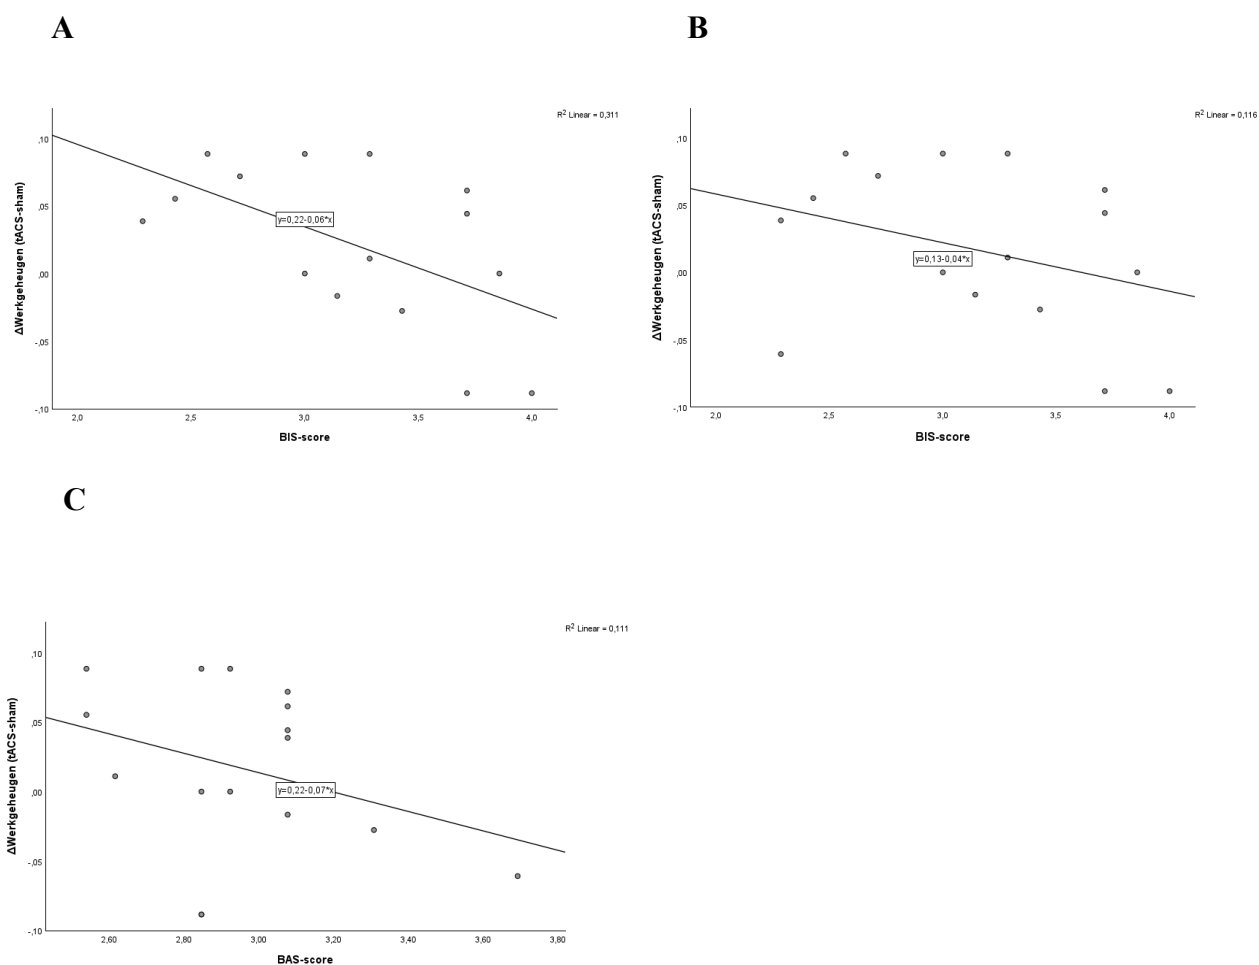 A
R² Linear = 0,311
,10
,05
,00
-,05
-,10
ΔWerkgeheugen (tACS-sham)
y=0,22-0,06*x
2,0 2,5 3,0 3,5 4,0
BIS-score
B
R² Linear = 0,116
,10
,05
,00
-,05
-,10
ΔWerkgeheugen (tACS-sham)
y=0,13-0,04*x
2,0 2,5 3,0 3,5 4,0
BIS-score
C
R² Linear = 0,111
,10
,05
,00
-,05
-,10
ΔWerkgeheugen (tACS-sham)
y=0,22-0,07*x
2,60 2,80 3,00 3,20 3,40 3,60 3,80
BAS-score